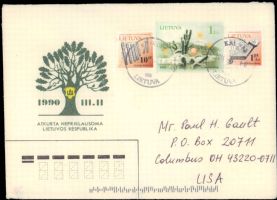 LIETUVA
LIETUVA
LIETUVA
LIETUVA
1990 III.11
ATKURTA NEPRIKLAUSOMA
LIETUVOS RESPUBLIKA
Mr Paul H. Gault
P.O. Box 20711
Columbus OH 43220-0711
USA